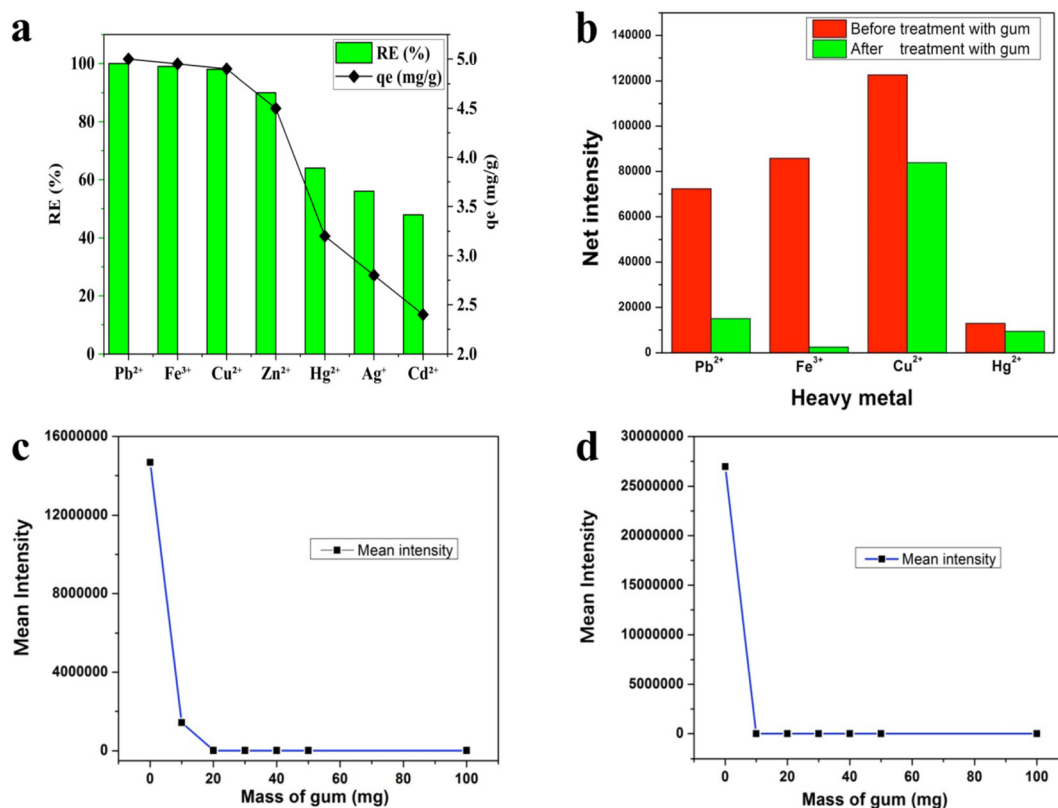 a
RE (%)
qe (mg/g)
100
80
60
40
20
0
RE (%)
5.0
4.5
4.0
3.5
3.0
2.5
2.0
qe (mg/g)
Pb²⁺ Fe³⁺ Cu²⁺ Zn²⁺ Hg²⁺ Ag⁺ Cd²⁺
b
Before treatment with gum
After treatment with gum
140000
120000
100000
80000
60000
40000
20000
0
Net intensity
Pb²⁺ Fe³⁺ Cu²⁺ Hg²⁺
Heavy metal
c
16000000
12000000
8000000
4000000
0
Mean Intensity
Mean intensity
0 20 40 60 80 100
Mass of gum (mg)
d
30000000
25000000
20000000
15000000
10000000
5000000
0
Mean Intensity
Mean intensity
0 20 40 60 80 100
Mass of gum (mg)